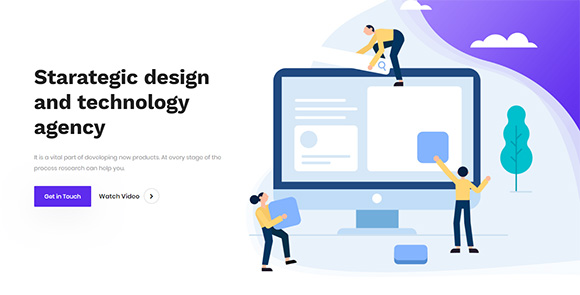 Starategic design
and technology
agency
It is a vital part of developing new products. At every stage of the
process rosearch can help you
Get in Touch
Watch Video